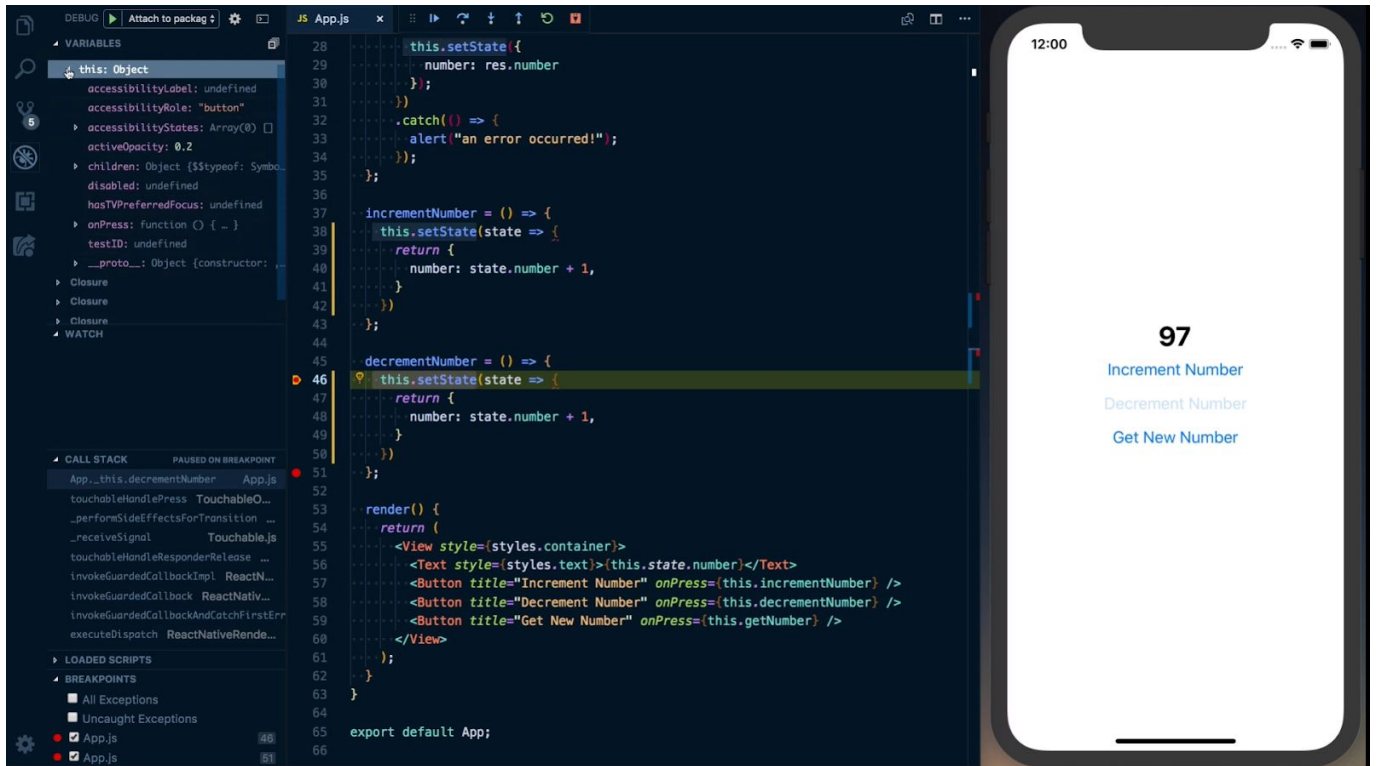 DEBUG Attach to packag
VARIABLES
this: Object
accessibilityLabel: undefined
accessibilityRole: "button"
accessibilityStates: Array(0) []
activeOpacity: 0.2
children: Object {$$typeof: Symbo…
disabled: undefined
hasTVPreferredFocus: undefined
onPress: function () { … }
testID: undefined
__proto__: Object {constructor: ,…
Closure
Closure
Closure
WATCH
CALL STACK PAUSED ON BREAKPOINT
App._this.decrementNumber App.js
touchableHandlePress TouchableO...
_performSideEffectsForTransition ...
_receiveSignal Touchable.js
touchableHandleResponderRelease ...
invokeGuardedCallbackImpl ReactN...
invokeGuardedCallback ReactNativ...
invokeGuardedCallbackAndCatchFirstErr
executeDispatch ReactNativeRende...
LOADED SCRIPTS
BREAKPOINTS
All Exceptions
Uncaught Exceptions
App.js 46
App.js 51
5
JS App.js ×
28 this.setState({
29 number: res.number
30 });
31 })
32 .catch(() => {
33 alert("an error occurred!");
34 });
35 };
36
37 incrementNumber = () => {
38 this.setState(state => {
39 return {
40 number: state.number + 1,
41 }
42 })
43 };
44
45 decrementNumber = () => {
46 this.setState(state => {
47 return {
48 number: state.number + 1,
49 }
50 })
51 };
52
53 render() {
54 return (
55 <View style={styles.container}>
56 <Text style={styles.text}>{this.state.number}</Text>
57 <Button title="Increment Number" onPress={this.incrementNumber} />
58 <Button title="Decrement Number" onPress={this.decrementNumber} />
59 <Button title="Get New Number" onPress={this.getNumber} />
60 </View>
61 );
62 }
63 }
64
65 export default App;
66
12:00
97
Increment Number
Decrement Number
Get New Number